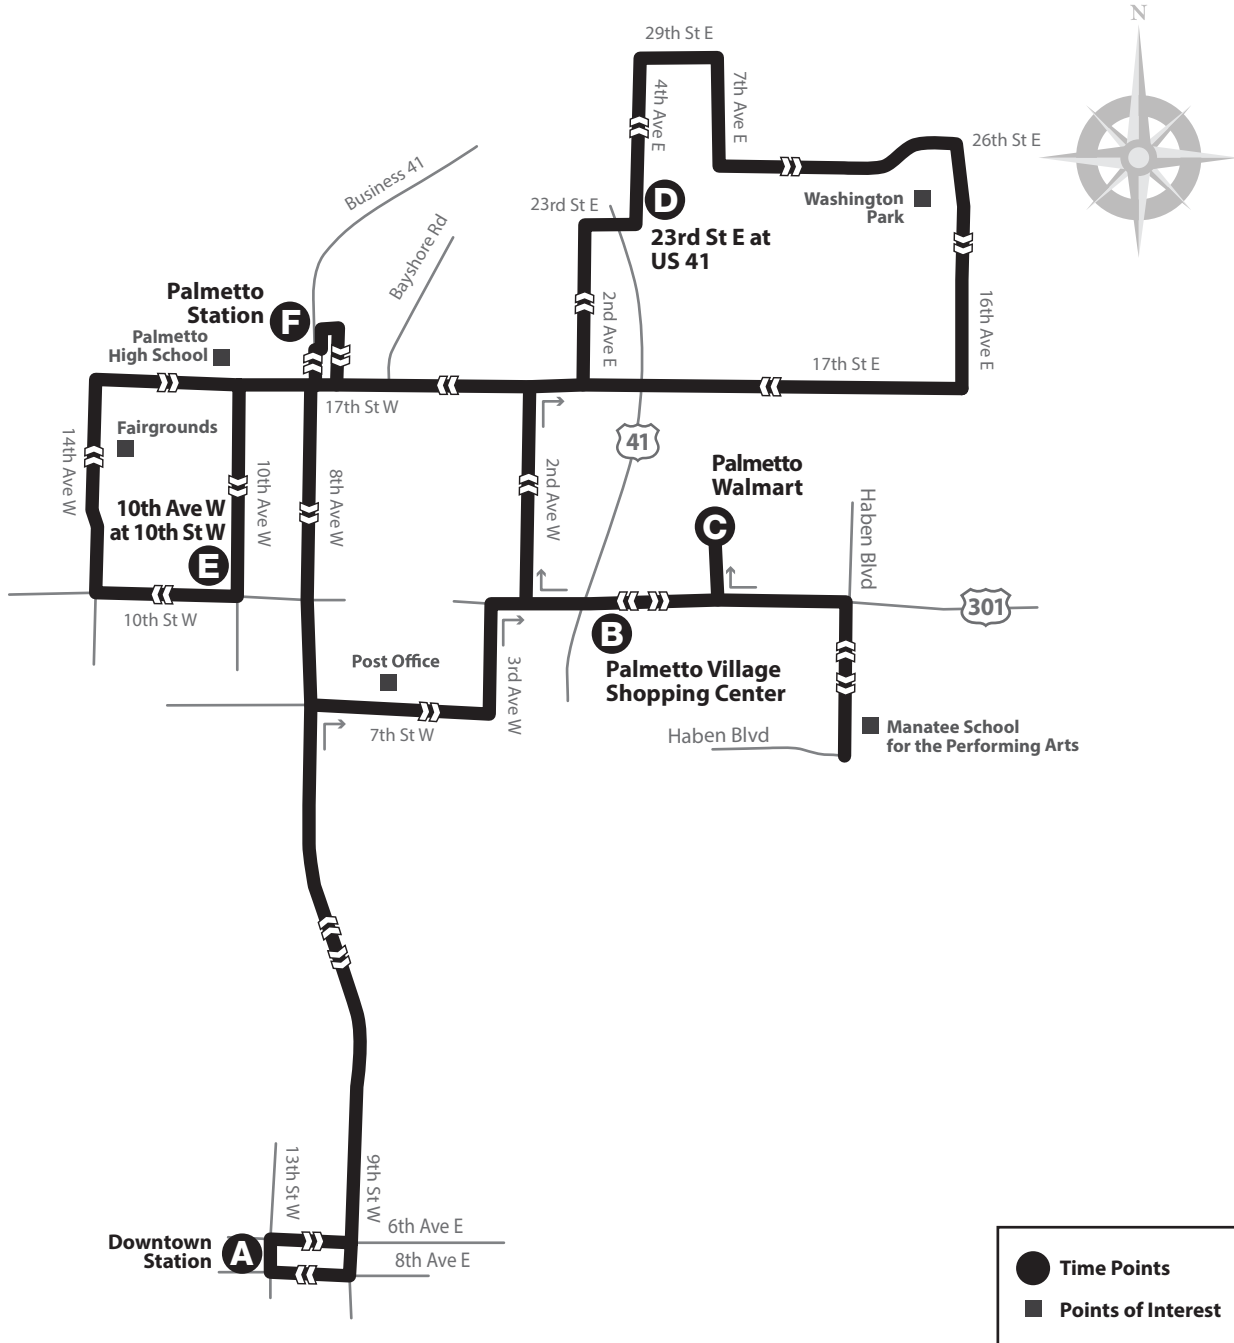 N
29th St E
7th Ave E
4th Ave E
26th St E
Business 41
Washington
Park
23rd St E
D
23rd St E at
US 41
Bayshore Rd
Palmetto
Station
F
2nd Ave E
16th Ave E
Palmetto
High School
17th St E
17th St W
Fairgrounds
14th Ave W
41
10th Ave W
8th Ave W
2nd Ave W
Palmetto
Walmart
C
Haben Blvd
10th Ave W
at 10th St W
E
10th St W
301
B
Palmetto Village
Shopping Center
Post Office
3rd Ave W
7th St W
Haben Blvd
Manatee School
for the Performing Arts
13th St W
9th St W
6th Ave E
Downtown
Station
A
8th Ave E
Time Points
Points of Interest